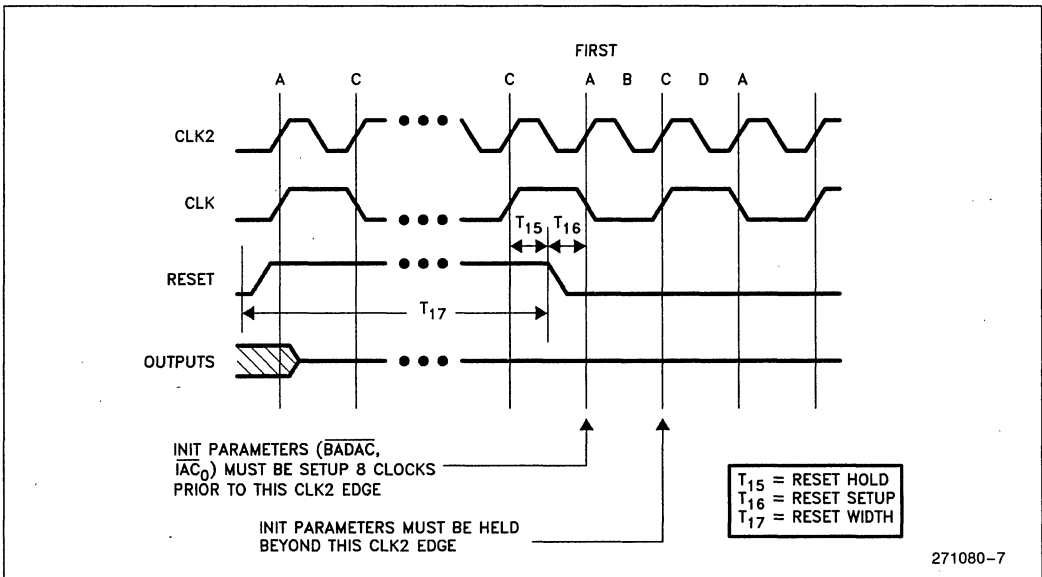 FIRST
A C C A B C D A
CLK2
CLK
T15 T16
RESET
T17
OUTPUTS
INIT PARAMETERS (BADAC,
IAC0) MUST BE SETUP 8 CLOCKS
PRIOR TO THIS CLK2 EDGE
INIT PARAMETERS MUST BE HELD
BEYOND THIS CLK2 EDGE
T15 = RESET HOLD
T16 = RESET SETUP
T17 = RESET WIDTH
271080-7